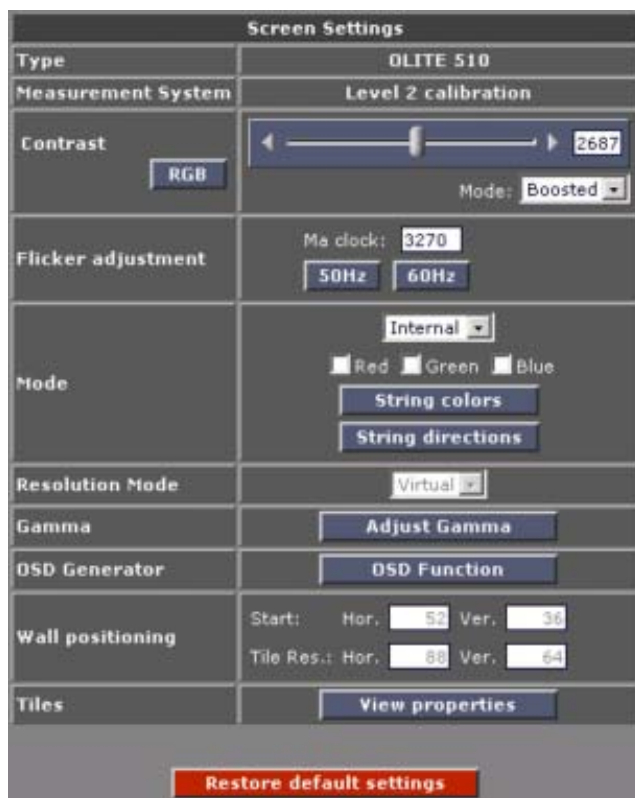 Screen Settings
Type OLITE 510
Measurement System Level 2 calibration
Contrast 2687
RGB
Mode: Boosted
Ma clock: 3270
Flicker adjustment
50Hz 60Hz
Internal
Red Green Blue
Mode
String colors
String directions
Resolution Mode Virtual
Gamma Adjust Gamma
OSD Generator OSD Function
Start: Hor. 52 Ver. 36
Wall positioning
Tile Res.: Hor. 88 Ver. 64
Tiles View properties
Restore default settings